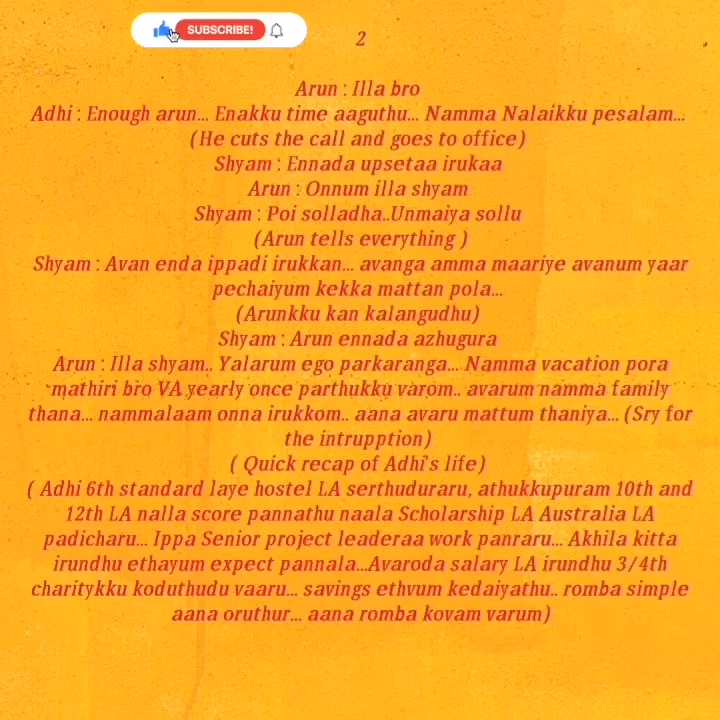 SUBSCRIBE!
2
Arun : Illa bro
Adhi : Enough arun... Enakku time aaguthu... Namma Nalaikku pesalam...
(He cuts the call and goes to office)
Shyam : Ennada upsetaa irukaa
Arun : Onnum illa shyam
Shyam : Poi solladha..Unmaiya sollu
(Arun tells everything )
Shyam : Avan enda ippadi irukkan... avanga amma maariye avanum yaar
pechaiyum kekka mattan pola...
(Arunkku kan kalangudhu)
Shyam : Arun ennada azhugura
Arun : Illa shyam.. Yalarum ego parkaranga... Namma vacation pora
mathiri bro VA yearly once parthukku varom.. avarum namma family
thana... nammalaam onna irukkom.. aana avaru mattum thaniya... (Sry for
the intrupption)
( Quick recap of Adhi's life)
( Adhi 6th standard laye hostel LA serthuduraru, athukkupuram 10th and
12th LA nalla score pannathu naala Scholarship LA Australia LA
padicharu... Ippa Senior project leaderaa work panraru... Akhila kitta
irundhu ethayum expect pannala...Avaroda salary LA irundhu 3/4th
charitykku koduthudu vaaru... savings ethvum kedaiyathu.. romba simple
aana oruthur... aana romba kovam varum)